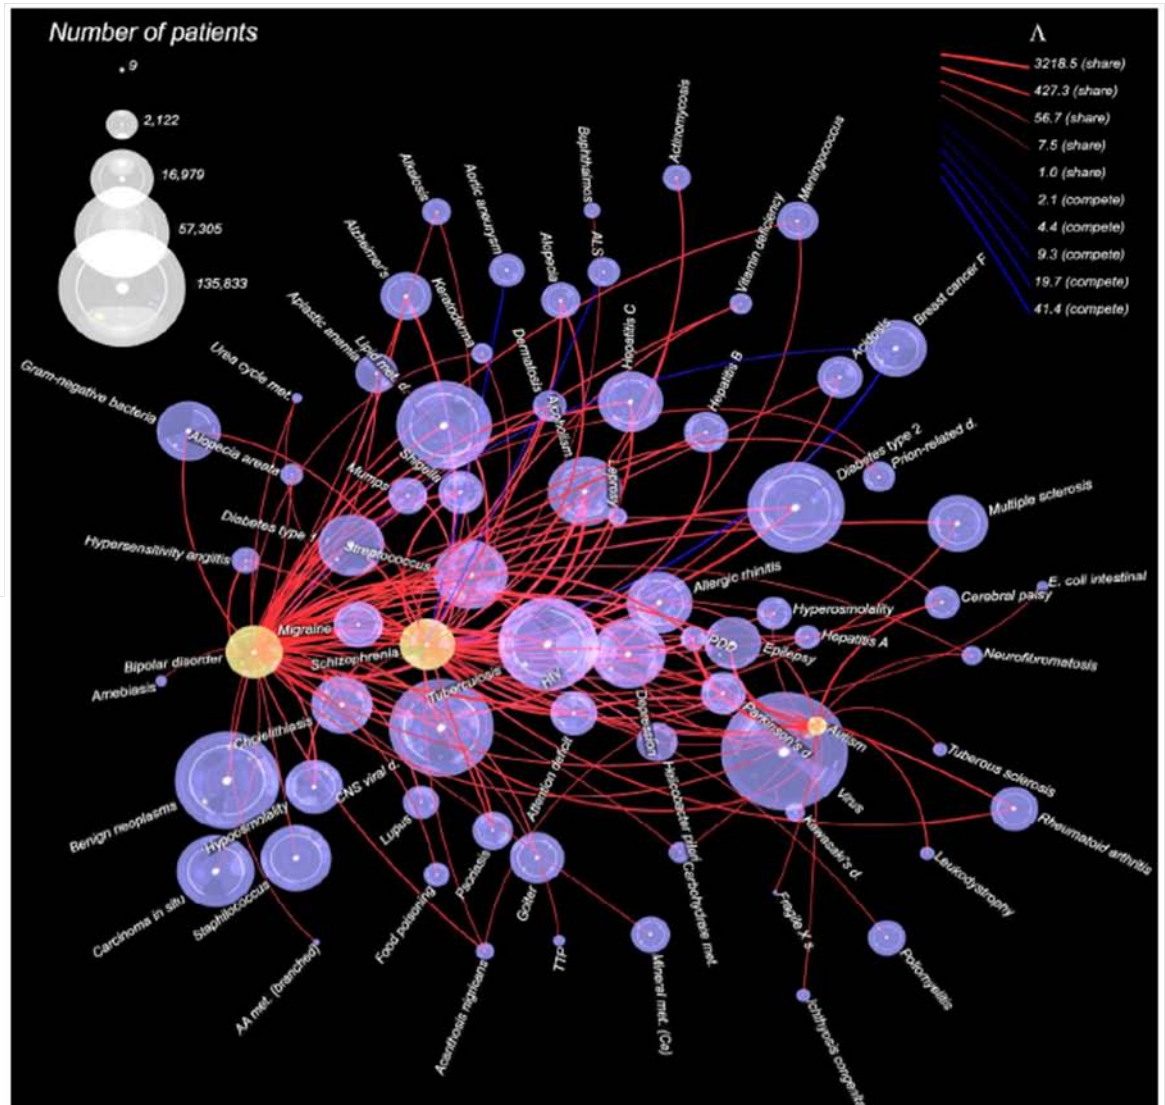 Number of patients
9
2,122
16,979
57,305
135,833
Λ
3218.5 (share)
427.3 (share)
56.7 (share)
7.5 (share)
1.0 (share)
2.1 (compete)
4.4 (compete)
9.3 (compete)
19.7 (compete)
41.4 (compete)
Actinomycosis
Meningococcus
Buphthalmos
Alkalosis
Aortic aneurysm
Vitamin deficiency
Alzheimer's
Alopecia
ALS
Keratoderma
Breast cancer F
Aplastic anemia
Lipid met. d.
Dermatosis
Hepatitis C
Acidosis
Urea cycle met.
Hepatitis B
Gram-negative bacteria
Alopecia areata
Alcoholism
Diabetes type 2
Prion-related d.
Mumps
Shigella
Leprosy
Multiple sclerosis
Diabetes type 1
Hypersensitivity angiitis
Streptococcus
Allergic rhinitis
E. coli intestinal
Cerebral palsy
Hyperosmolality
Migraine
Schizophrenia
PDD
Epilepsy
Hepatitis A
Neurofibromatosis
Bipolar disorder
Amebiasis
Tuberculosis
HIV
Depression
Parkinson's d.
Autism
Cholelithiasis
CNS viral d.
Attention deficit
Helicobacter pilori
Virus
Tuberous sclerosis
Benign neoplasms
Hypoosmolality
Lupus
Psoriasis
Kawasaki's d.
Rheumatoid arthritis
Carcinoma in situ
Staphilococcus
Food poisoning
Goiter
Carbohydrate met.
Fragile X s.
Leukodystrophy
AA met. (branched)
Acanthosis nigricans
TTP
Mineral met. (Ca)
Poliomyelitis
Ichthyosis congenita